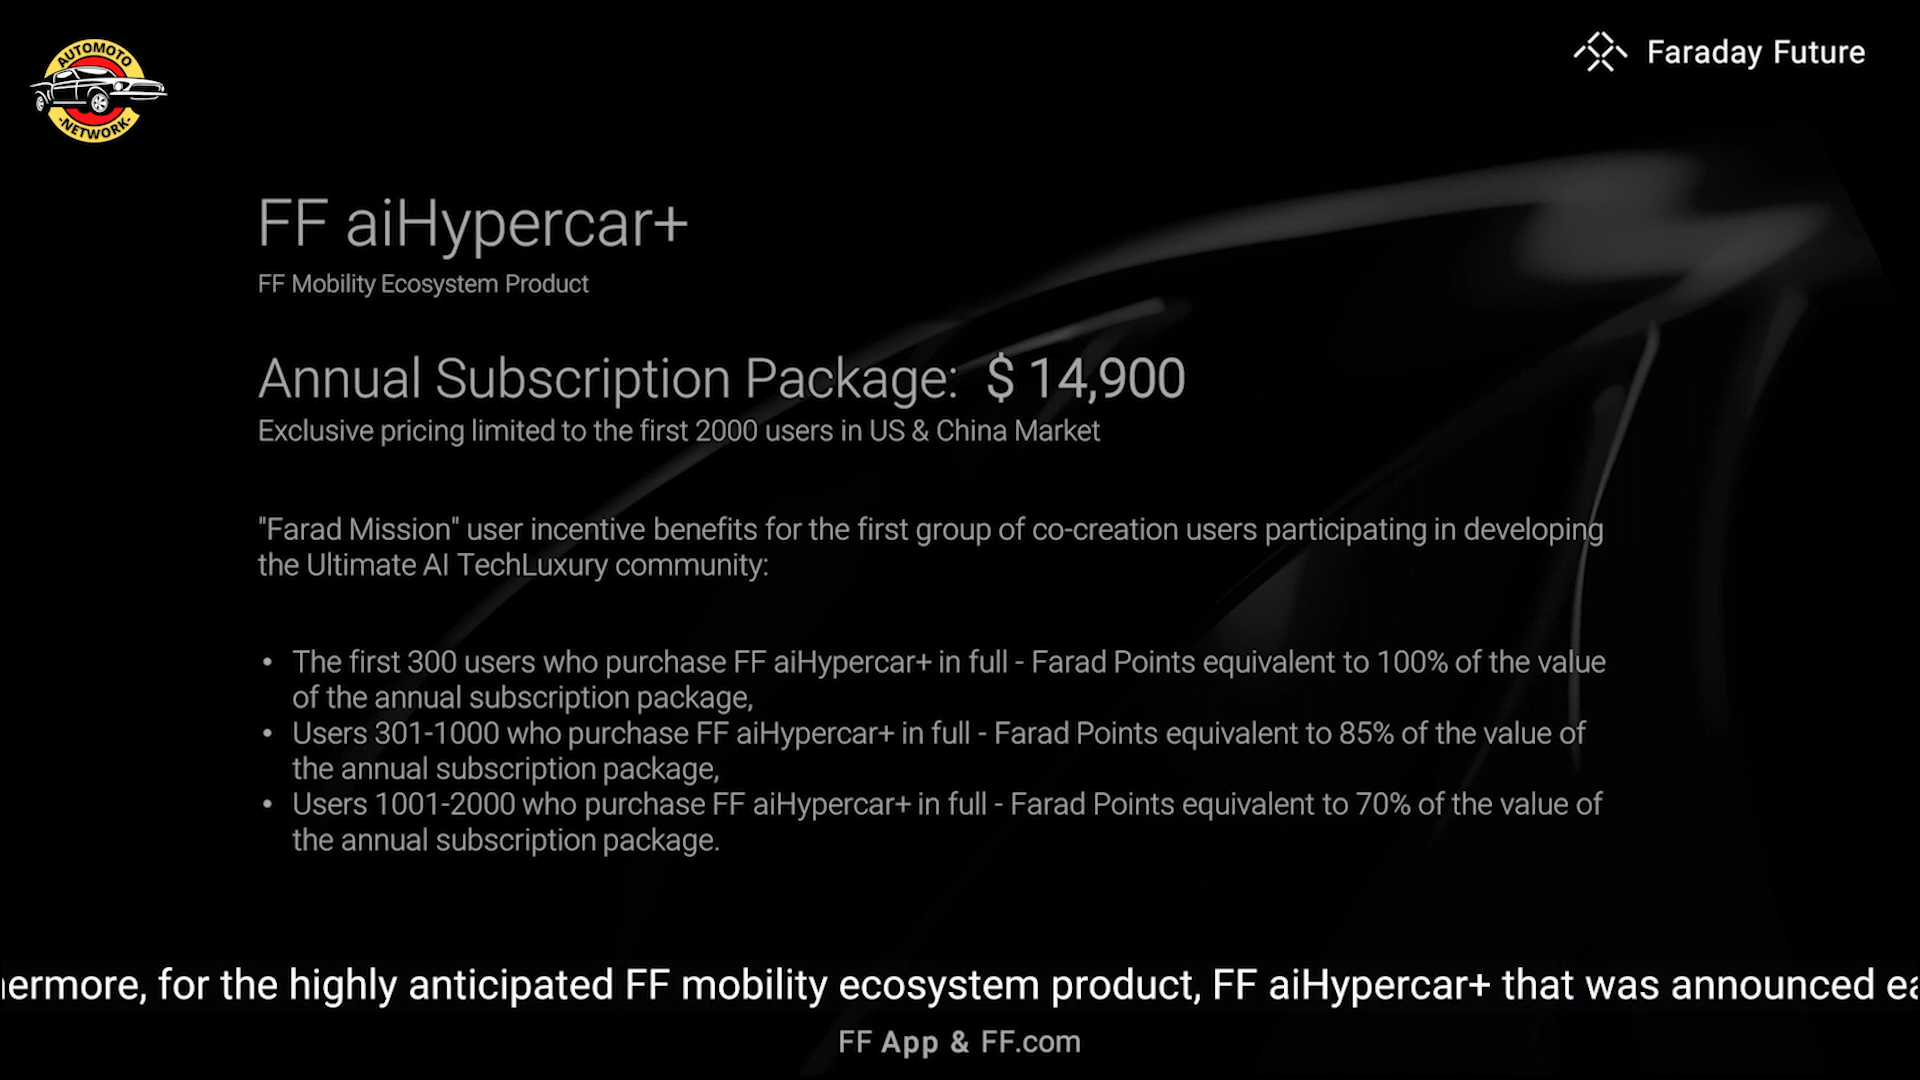 AUTOMOTO
-NETWORK-
Faraday Future
FF aiHypercar+
FF Mobility Ecosystem Product
Annual Subscription Package: $ 14,900
Exclusive pricing limited to the first 2000 users in US & China Market
"Farad Mission" user incentive benefits for the first group of co-creation users participating in developing
the Ultimate AI TechLuxury community:
• The first 300 users who purchase FF aiHypercar+ in full - Farad Points equivalent to 100% of the value
of the annual subscription package,
• Users 301-1000 who purchase FF aiHypercar+ in full - Farad Points equivalent to 85% of the value of
the annual subscription package,
• Users 1001-2000 who purchase FF aiHypercar+ in full - Farad Points equivalent to 70% of the value of
the annual subscription package.
ermore, for the highly anticipated FF mobility ecosystem product, FF aiHypercar+ that was announced ea
FF App & FF.com